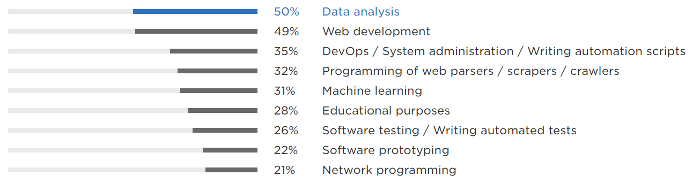 50% Data analysis
49% Web development
35% DevOps / System administration / Writing automation scripts
32% Programming of web parsers / scrapers / crawlers
31% Machine learning
28% Educational purposes
26% Software testing / Writing automated tests
22% Software prototyping
21% Network programming